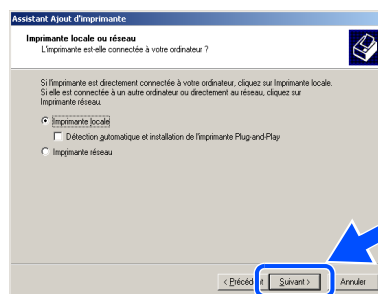 Assistant Ajout d'imprimante
Imprimante locale ou réseau
L'imprimante est-elle connectée à votre ordinateur ?
Si l'imprimante est directement connectée à votre ordinateur, cliquez sur Imprimante locale.
Si elle est connectée à un autre ordinateur ou directement au réseau, cliquez sur
Imprimante réseau.
Imprimante locale
Détection automatique et installation de l'imprimante Plug-and-Play
Imprimante réseau
< Précédent Suivant > Annuler